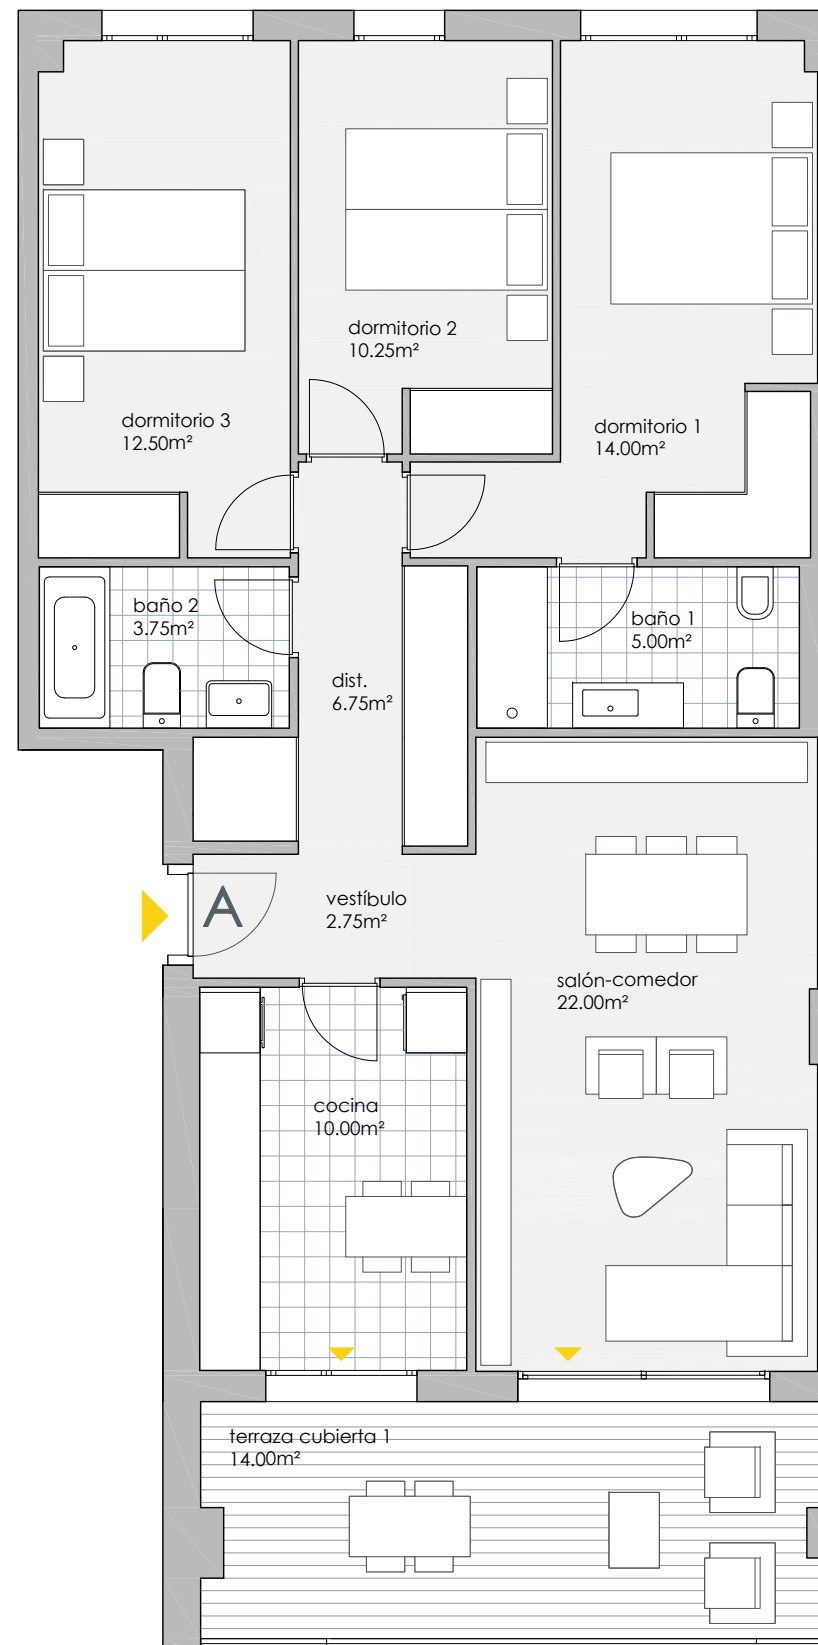 dormitorio 2
10.25m²
dormitorio 3
12.50m²
dormitorio 1
14.00m²
baño 2
3.75m²
baño 1
5.00m²
dist.
6.75m²
A
vestíbulo
2.75m²
salón-comedor
22.00m²
cocina
10.00m²
terraza cubierta 1
14.00m²